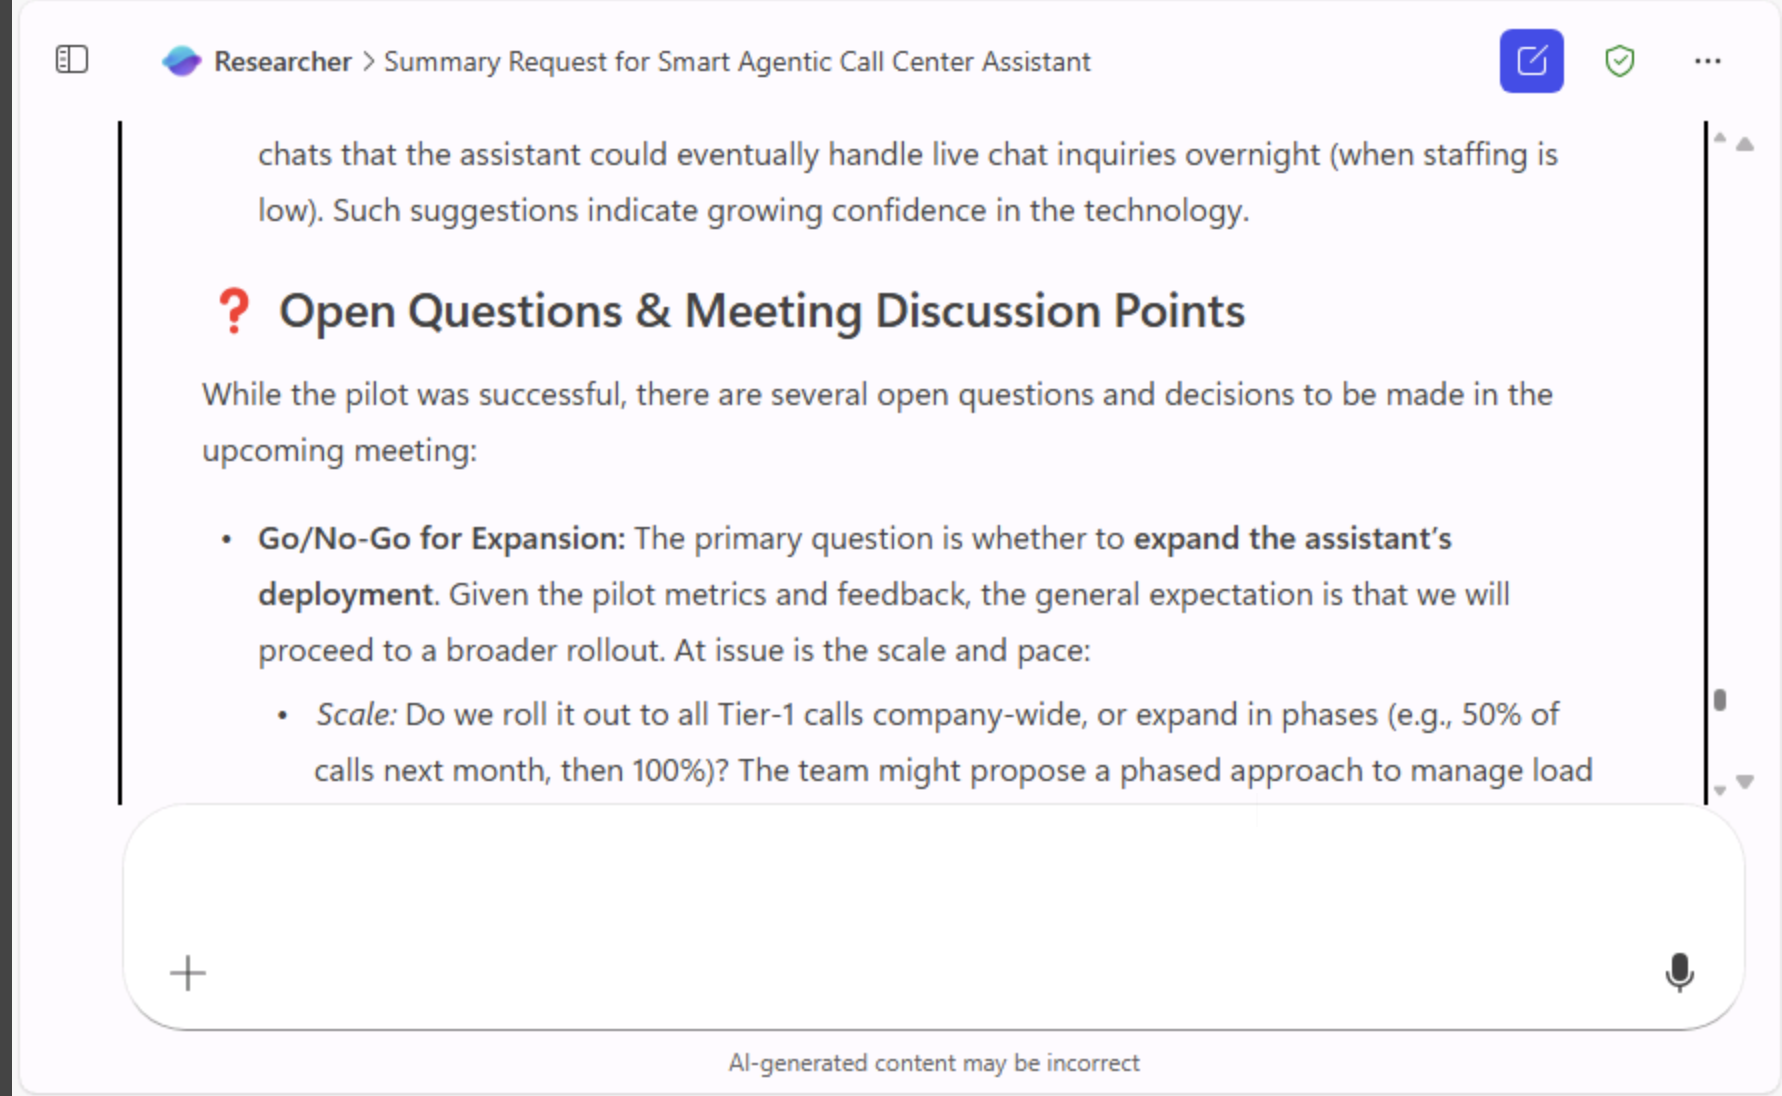 Researcher > Summary Request for Smart Agentic Call Center Assistant
chats that the assistant could eventually handle live chat inquiries overnight (when staffing is
low). Such suggestions indicate growing confidence in the technology.
❓ Open Questions & Meeting Discussion Points
While the pilot was successful, there are several open questions and decisions to be made in the
upcoming meeting:
• Go/No-Go for Expansion: The primary question is whether to expand the assistant’s
deployment. Given the pilot metrics and feedback, the general expectation is that we will
proceed to a broader rollout. At issue is the scale and pace:
• Scale: Do we roll it out to all Tier-1 calls company-wide, or expand in phases (e.g., 50% of
calls next month, then 100%)? The team might propose a phased approach to manage load
AI-generated content may be incorrect